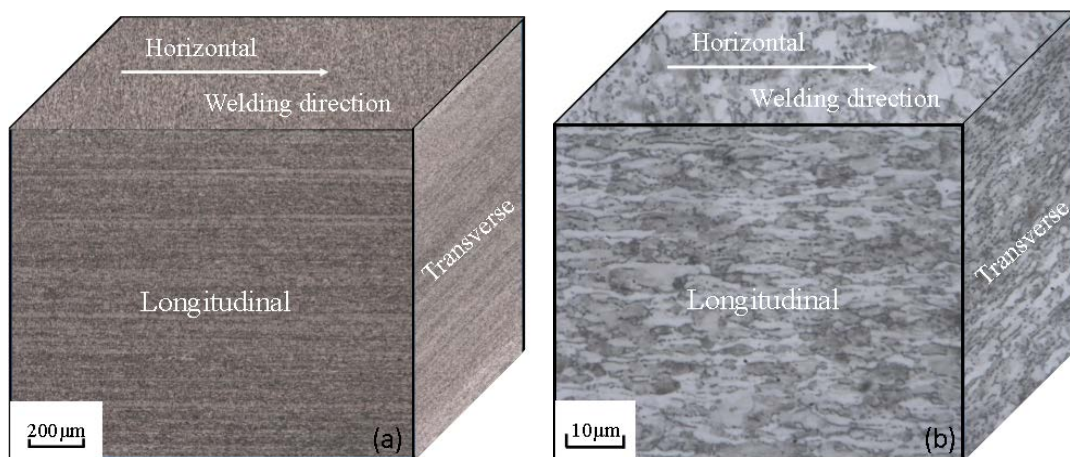 Horizontal
Welding direction
Longitudinal
Transverse
200μm
(a)
Horizontal
Welding direction
Longitudinal
Transverse
10μm
(b)